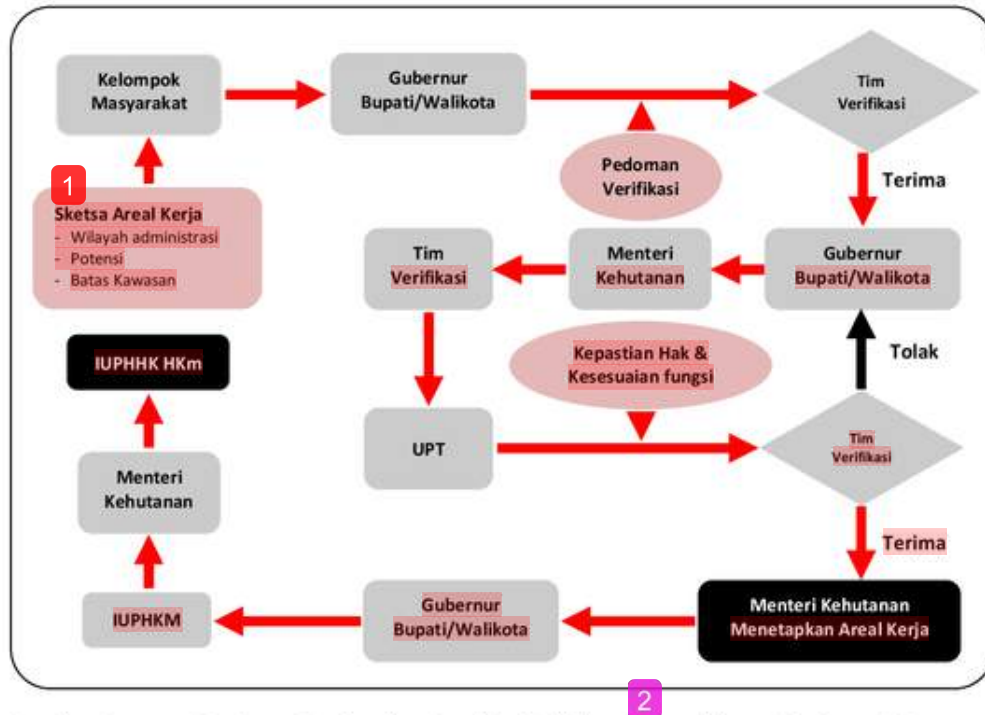 Kelompok
Masyarakat
Gubernur
Bupati/Walikota
Tim
Verifikasi
1
Pedoman
Verifikasi
Terima
Sketsa Areal Kerja
- Wilayah administrasi
- Potensi
- Batas Kawasan
Tim
Verifikasi
Menteri
Kehutanan
Gubernur
Bupati/Walikota
IUPHHK HKm
Kepastian Hak &
Kesesuaian fungsi
Tolak
UPT
Tim
Verifikasi
Menteri
Kehutanan
Terima
IUPHKM
Gubernur
Bupati/Walikota
Menteri Kehutanan
Menetapkan Areal Kerja
2